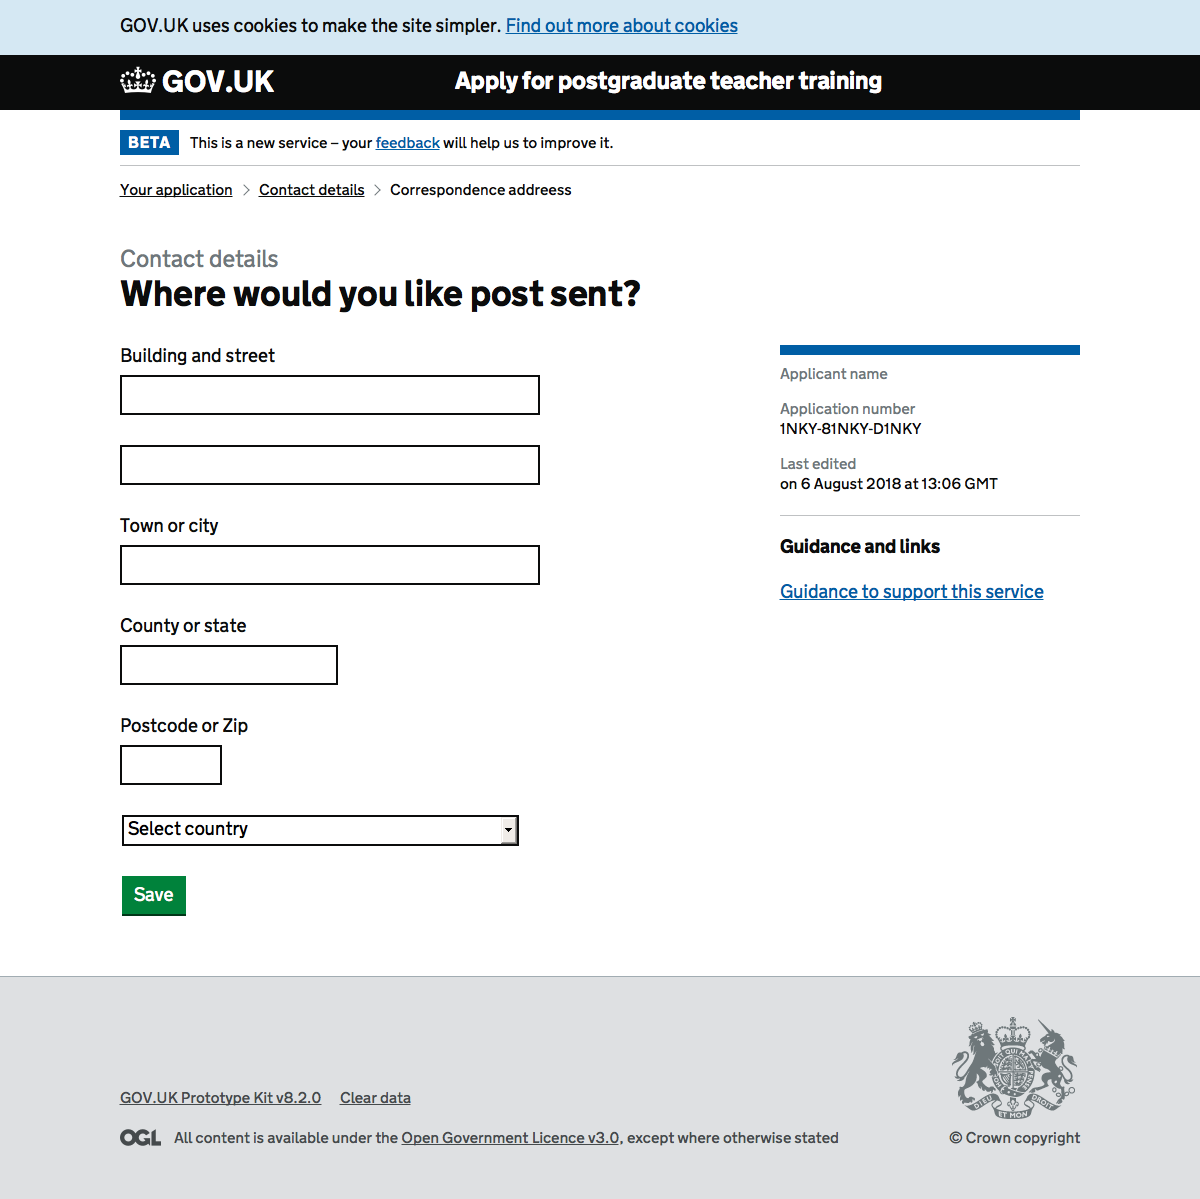 GOV.UK uses cookies to make the site simpler. Find out more about cookies
GOV.UK
Apply for postgraduate teacher training
BETA This is a new service – your feedback will help us to improve it.
Your application > Contact details > Correspondence addreess
Contact details
Where would you like post sent?
Building and street
Town or city
County or state
Postcode or Zip
Select country
Save
Applicant name
Application number
1NKY-81NKY-D1NKY
Last edited
on 6 August 2018 at 13:06 GMT
Guidance and links
Guidance to support this service
GOV.UK Prototype Kit v8.2.0 Clear data
OGL All content is available under the Open Government Licence v3.0, except where otherwise stated
DIEU ET MON DROIT
© Crown copyright